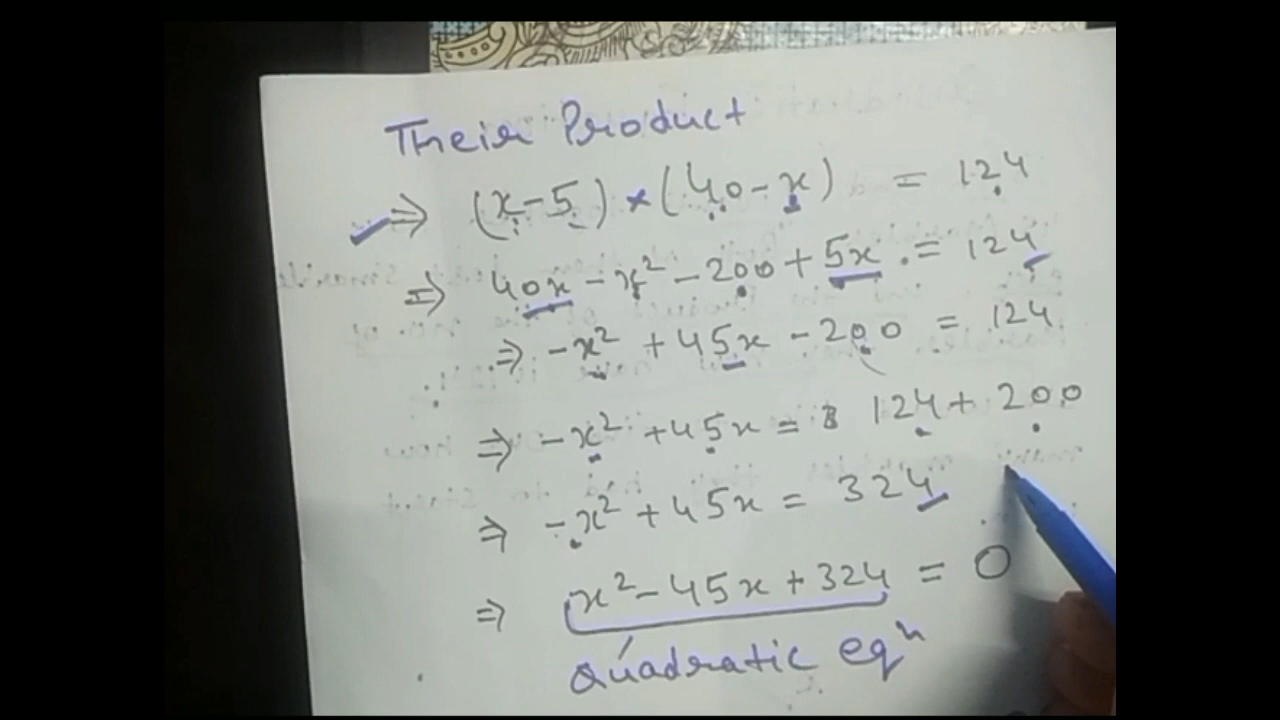 Their Product
⇒ (x-5) × (40-x) = 124
⇒ 40x - x² - 200 + 5x = 124
⇒ -x² + 45x - 200 = 124
⇒ -x² + 45x = 124 + 200
⇒ -x² + 45x = 324
⇒ x² - 45x + 324 = 0
Quadratic eqⁿ